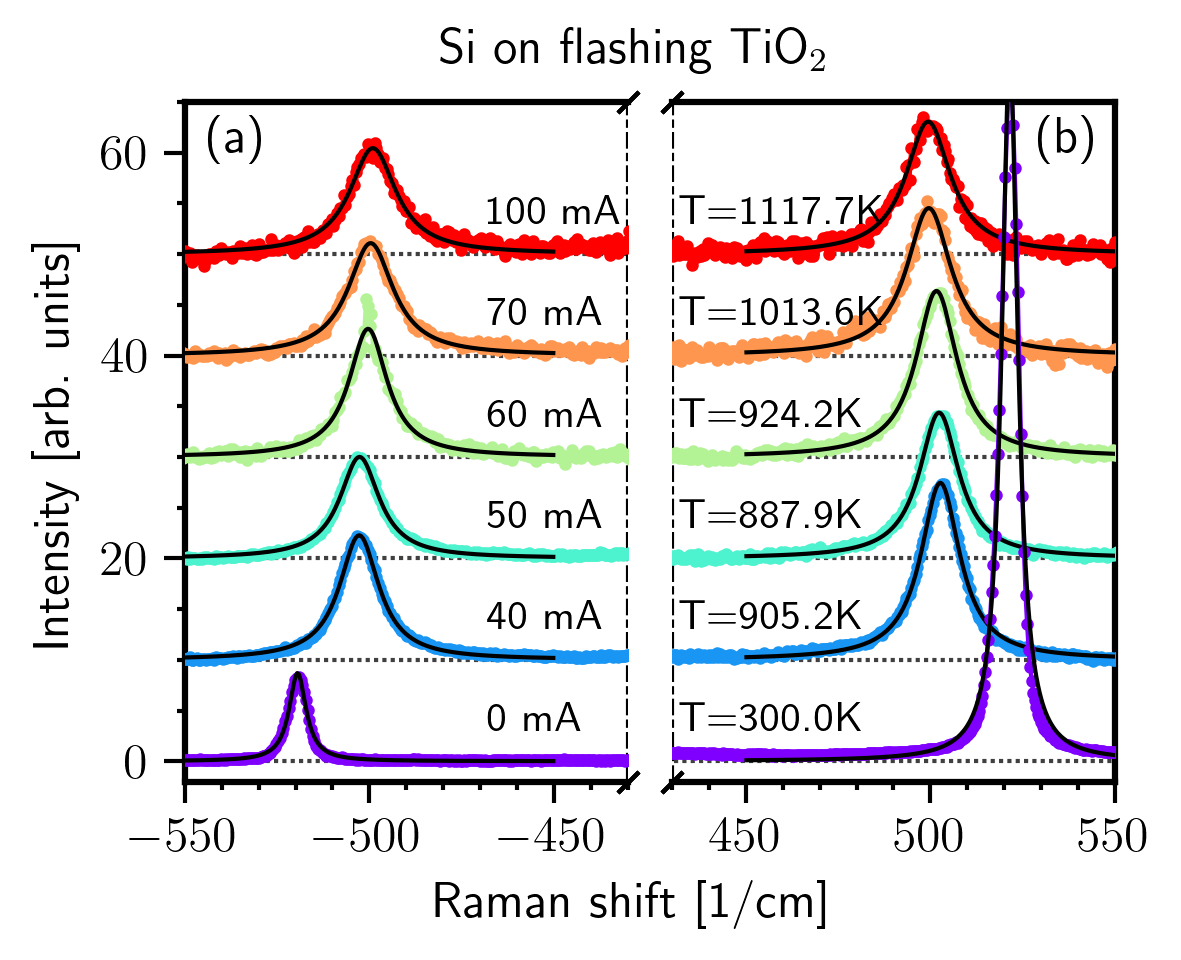 Si on flashing TiO₂
(a)
(b)
60
40
20
0
Intensity [arb. units]
100 mA
T=1117.7K
70 mA
T=1013.6K
60 mA
T=924.2K
50 mA
T=887.9K
40 mA
T=905.2K
0 mA
T=300.0K
−550
−500
−450
450
500
550
Raman shift [1/cm]